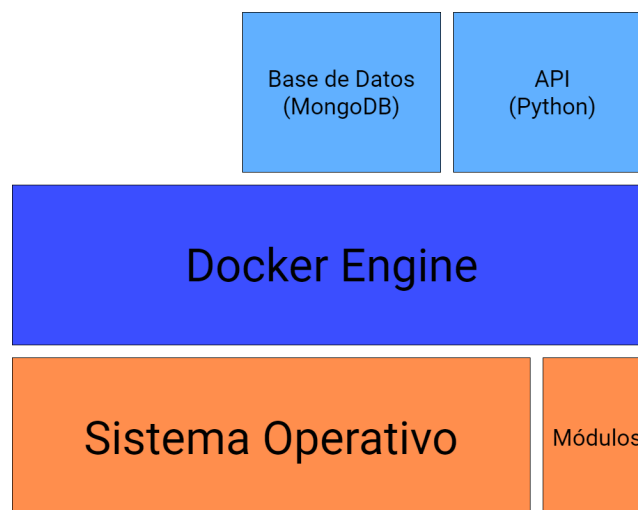 Base de Datos
(MongoDB)
API
(Python)
Docker Engine
Sistema Operativo
Módulos